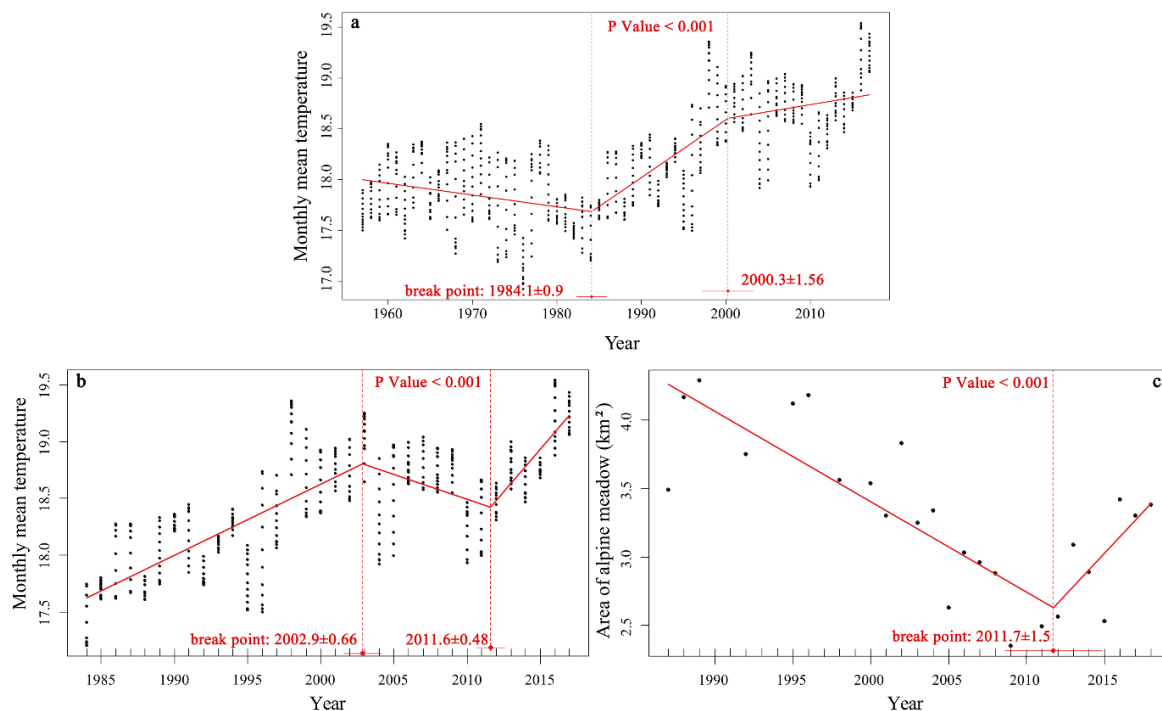 a
P Value < 0.001
Monthly mean temperature
19.5
19.0
18.5
18.0
17.5
17.0
break point: 1984.1±0.9
2000.3±1.56
1960
1970
1980
1990
2000
2010
Year
b
P Value < 0.001
Monthly mean temperature
19.5
18.5
18.0
17.5
break point: 2002.9±0.66
2011.6±0.48
1985
1990
1995
2000
2005
2010
2015
Year
c
P Value < 0.001
Area of alpine meadow (km²)
4.0
3.5
3.0
2.5
break point: 2011.7±1.5
1990
1995
2000
2005
2010
2015
Year